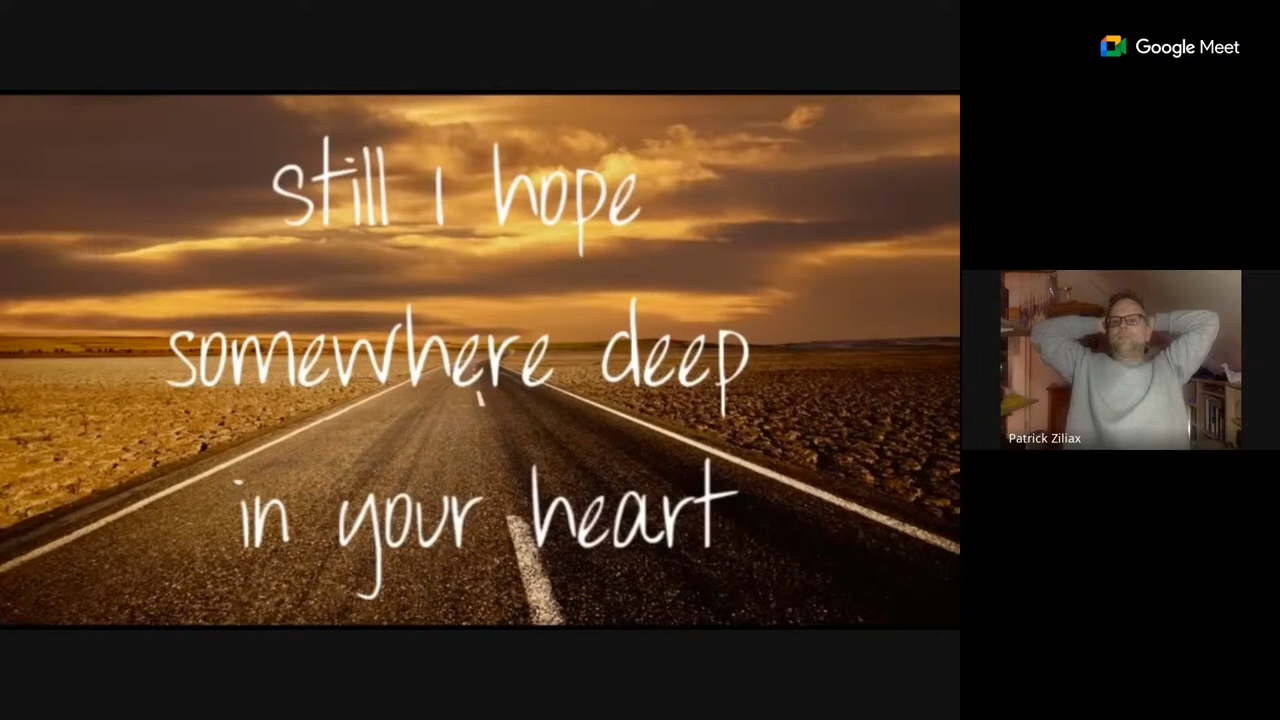 Google Meet
still I hope
somewhere deep
in your heart
Patrick Ziliax